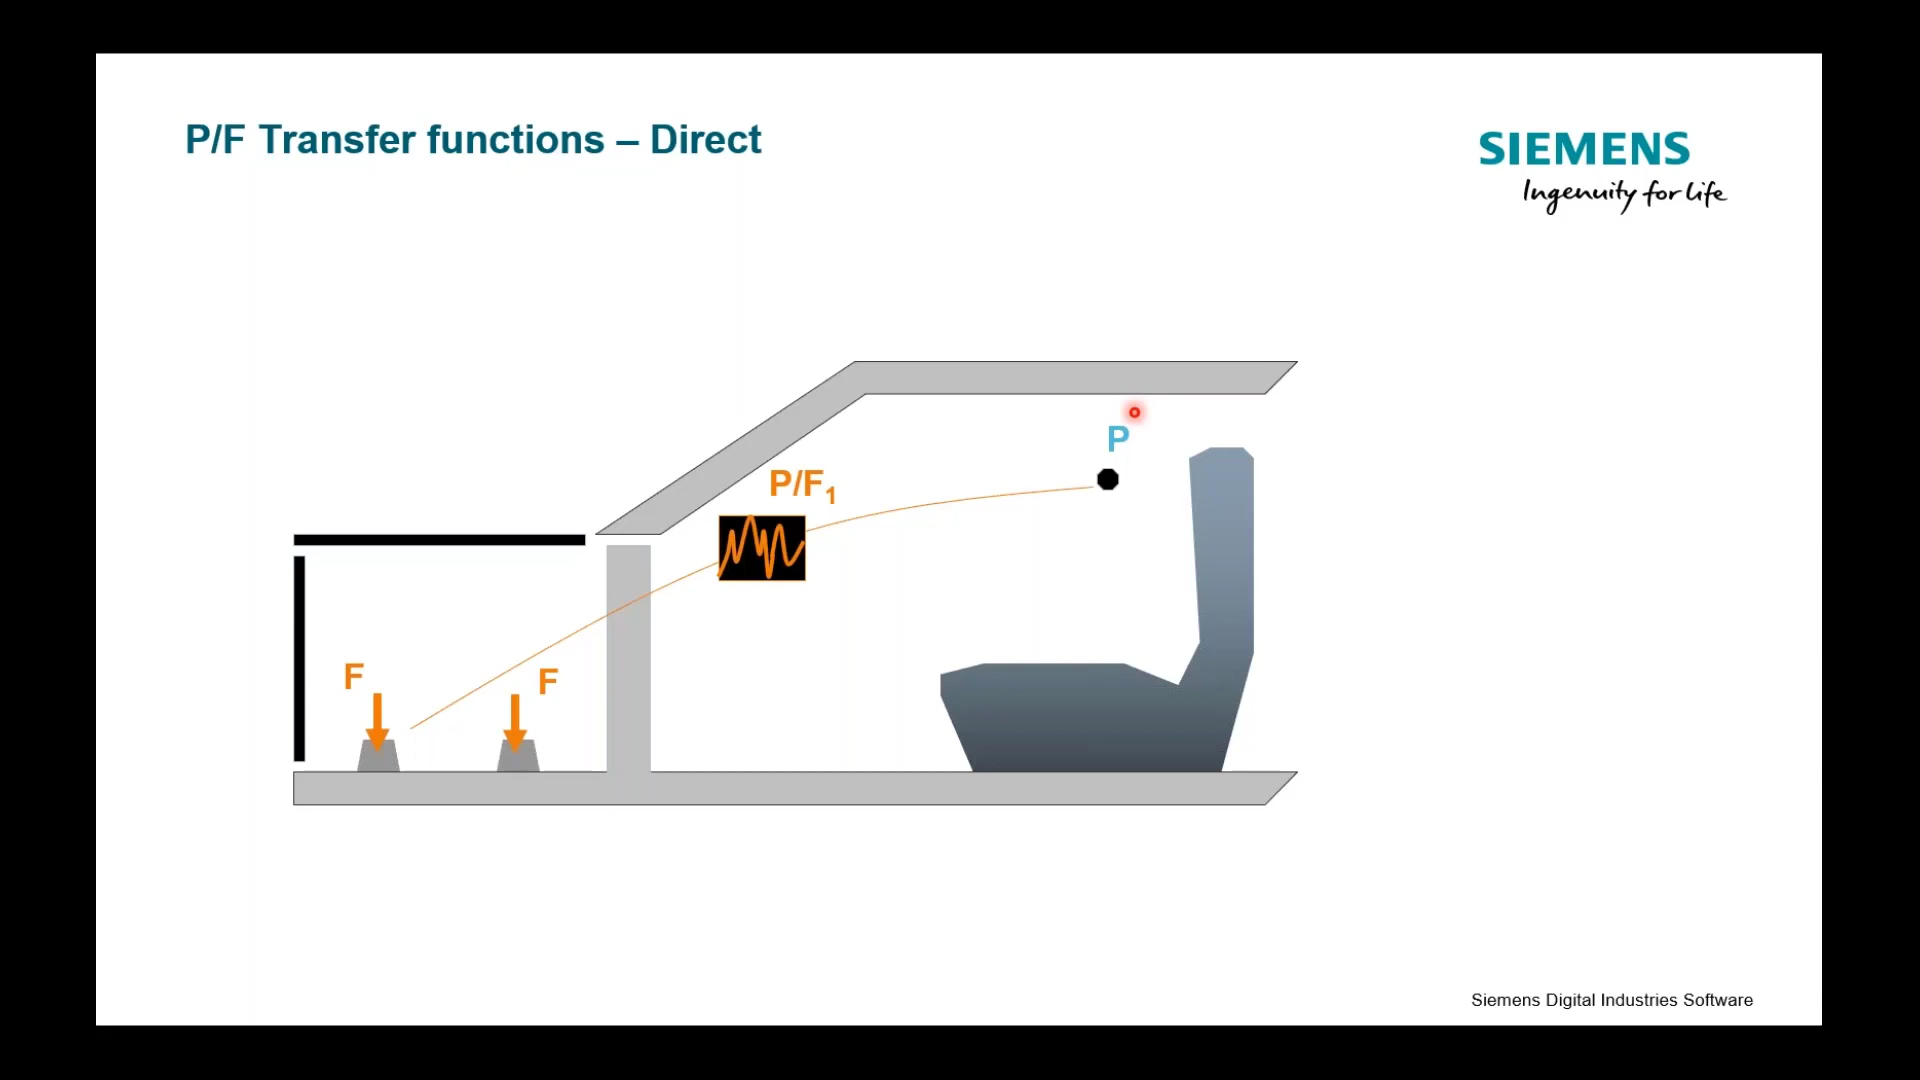 P/F Transfer functions – Direct
SIEMENS
Ingenuity for life
P
P/F1
F
F
Siemens Digital Industries Software